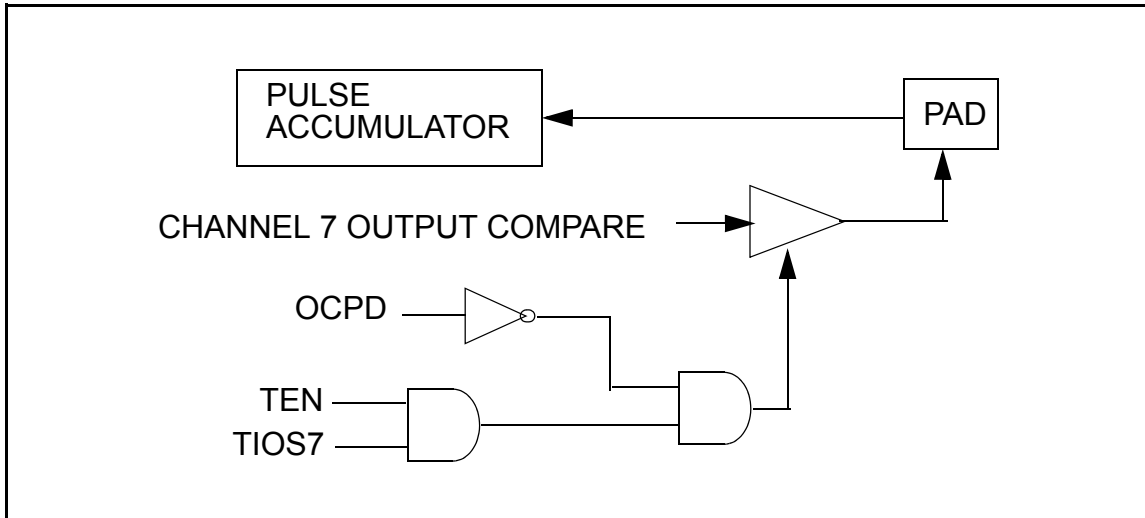 PULSE
ACCUMULATOR
PAD
CHANNEL 7 OUTPUT COMPARE
OCPD
TEN
TIOS7